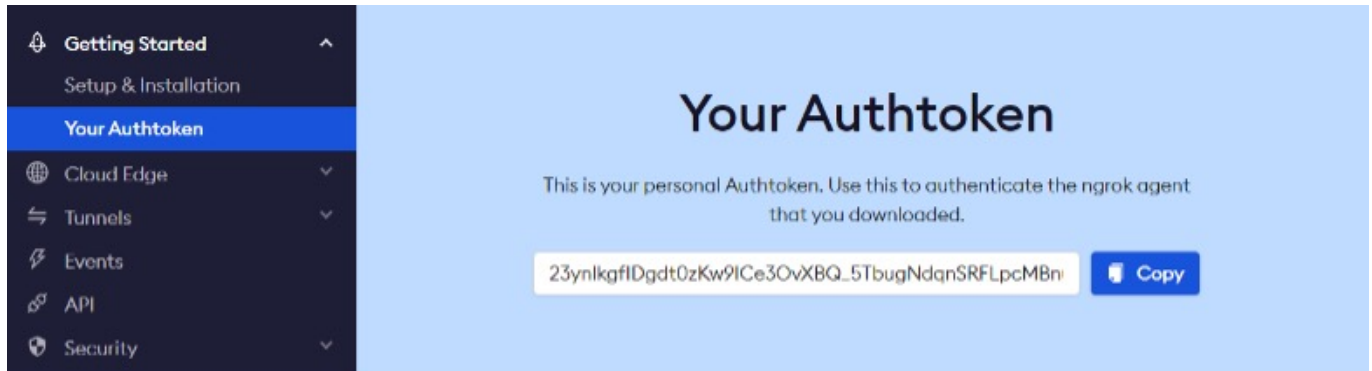 Getting Started
Setup & Installation
Your Authtoken
Cloud Edge
Tunnels
Events
API
Security
Your Authtoken
This is your personal Authtoken. Use this to authenticate the ngrok agent
that you downloaded.
Copy